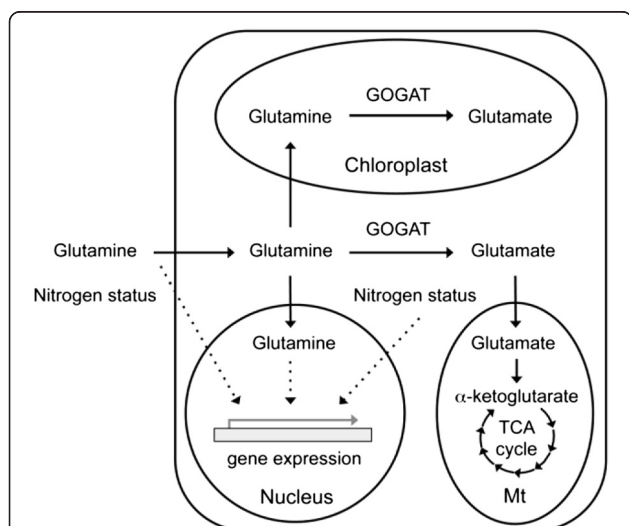 GOGAT
Glutamine Glutamate
Chloroplast
GOGAT
Glutamine Glutamine Glutamate
Nitrogen status Nitrogen status
Glutamine Glutamate
α-ketoglutarate
TCA
cycle
gene expression
Nucleus Mt